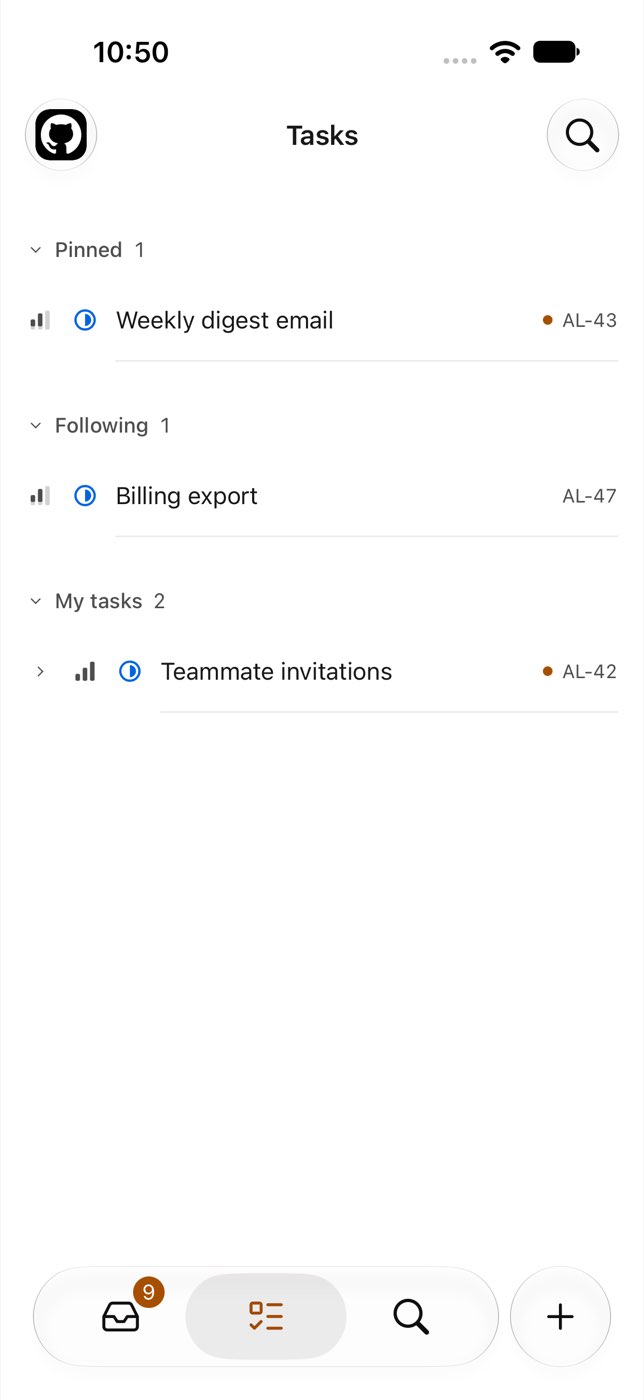 10:50
Tasks
Pinned 1
Weekly digest email AL-43
Following 1
Billing export AL-47
My tasks 2
Teammate invitations AL-42
9